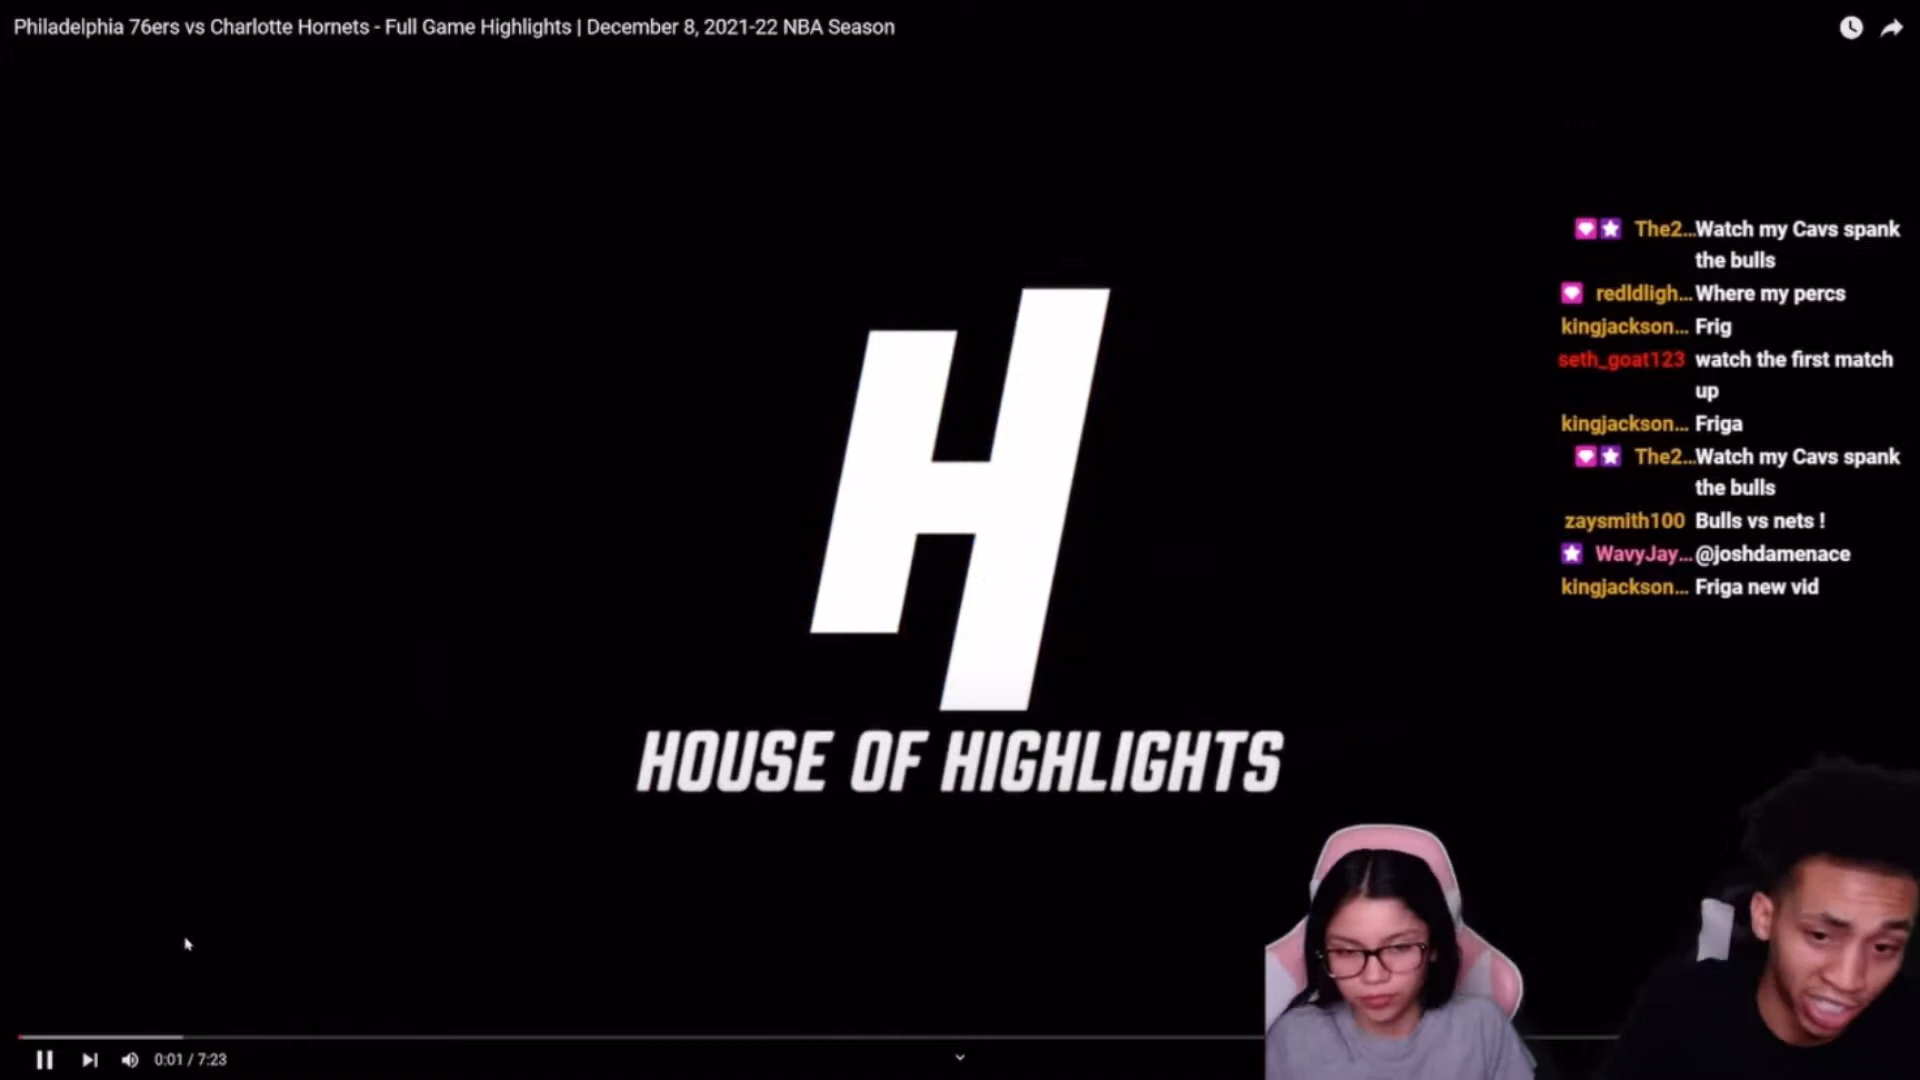 Philadelphia 76ers vs Charlotte Hornets - Full Game Highlights | December 8, 2021-22 NBA Season
The2...Watch my Cavs spank
the bulls
redldligh... Where my percs
kingjackson... Frig
seth_goat123 watch the first match
up
kingjackson... Friga
The2...Watch my Cavs spank
the bulls
zaysmith100 Bulls vs nets !
WavyJay... @joshdamenace
kingjackson... Friga new vid
H
HOUSE OF HIGHLIGHTS
0:01 / 7:23